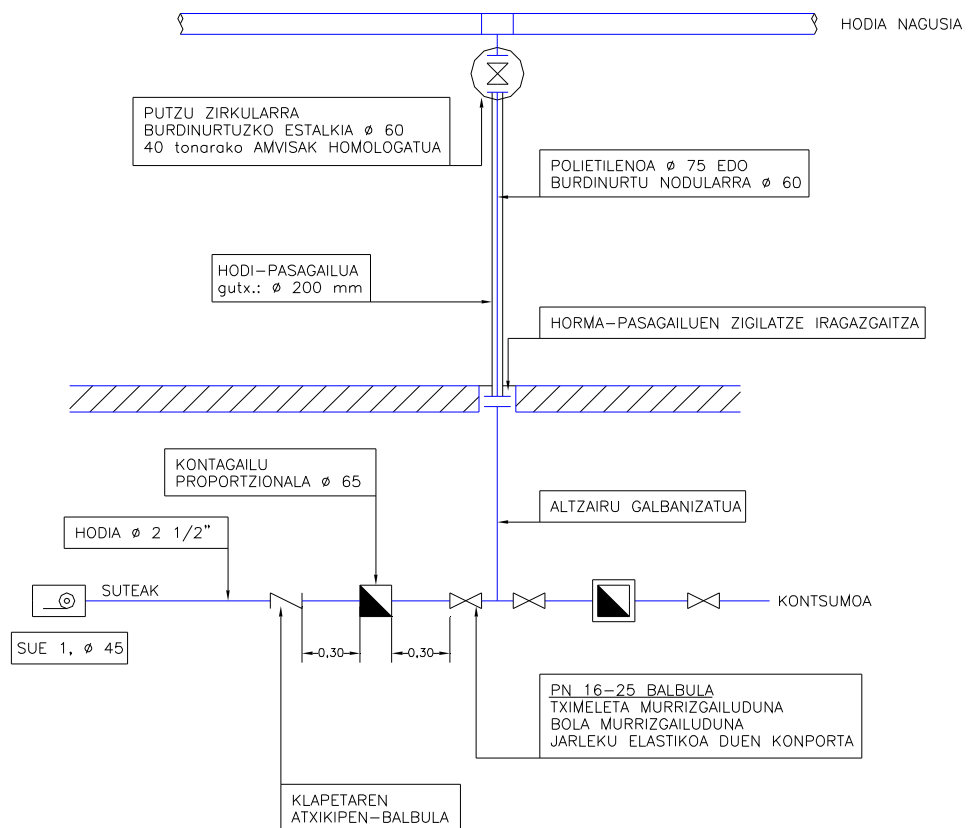 HODIA NAGUSIA
PUTZU ZIRKULARRA
BURDINURTUZKO ESTALKIA ø 60
40 tonarako AMVISAK HOMOLOGATUA
POLIETILENOA ø 75 EDO
BURDINURTU NODULARRA ø 60
HODI-PASAGAILUA
gutx.: ø 200 mm
HORMA-PASAGAILUEN ZIGILATZE IRAGAZGAITZA
KONTAGAILU
PROPORTZIONALA ø 65
ALTZAIRU GALBANIZATUA
HODIA ø 2 1/2"
SUTEAK
KONTSUMOA
SUE 1, ø 45
0,30
0,30
PN 16-25 BALBULA
TXIMELETA MURRIZGAILUDUNA
BOLA MURRIZGAILUDUNA
JARLEKU ELASTIKOA DUEN KONPORTA
KLAPETAREN
ATXIKIPEN-BALBULA